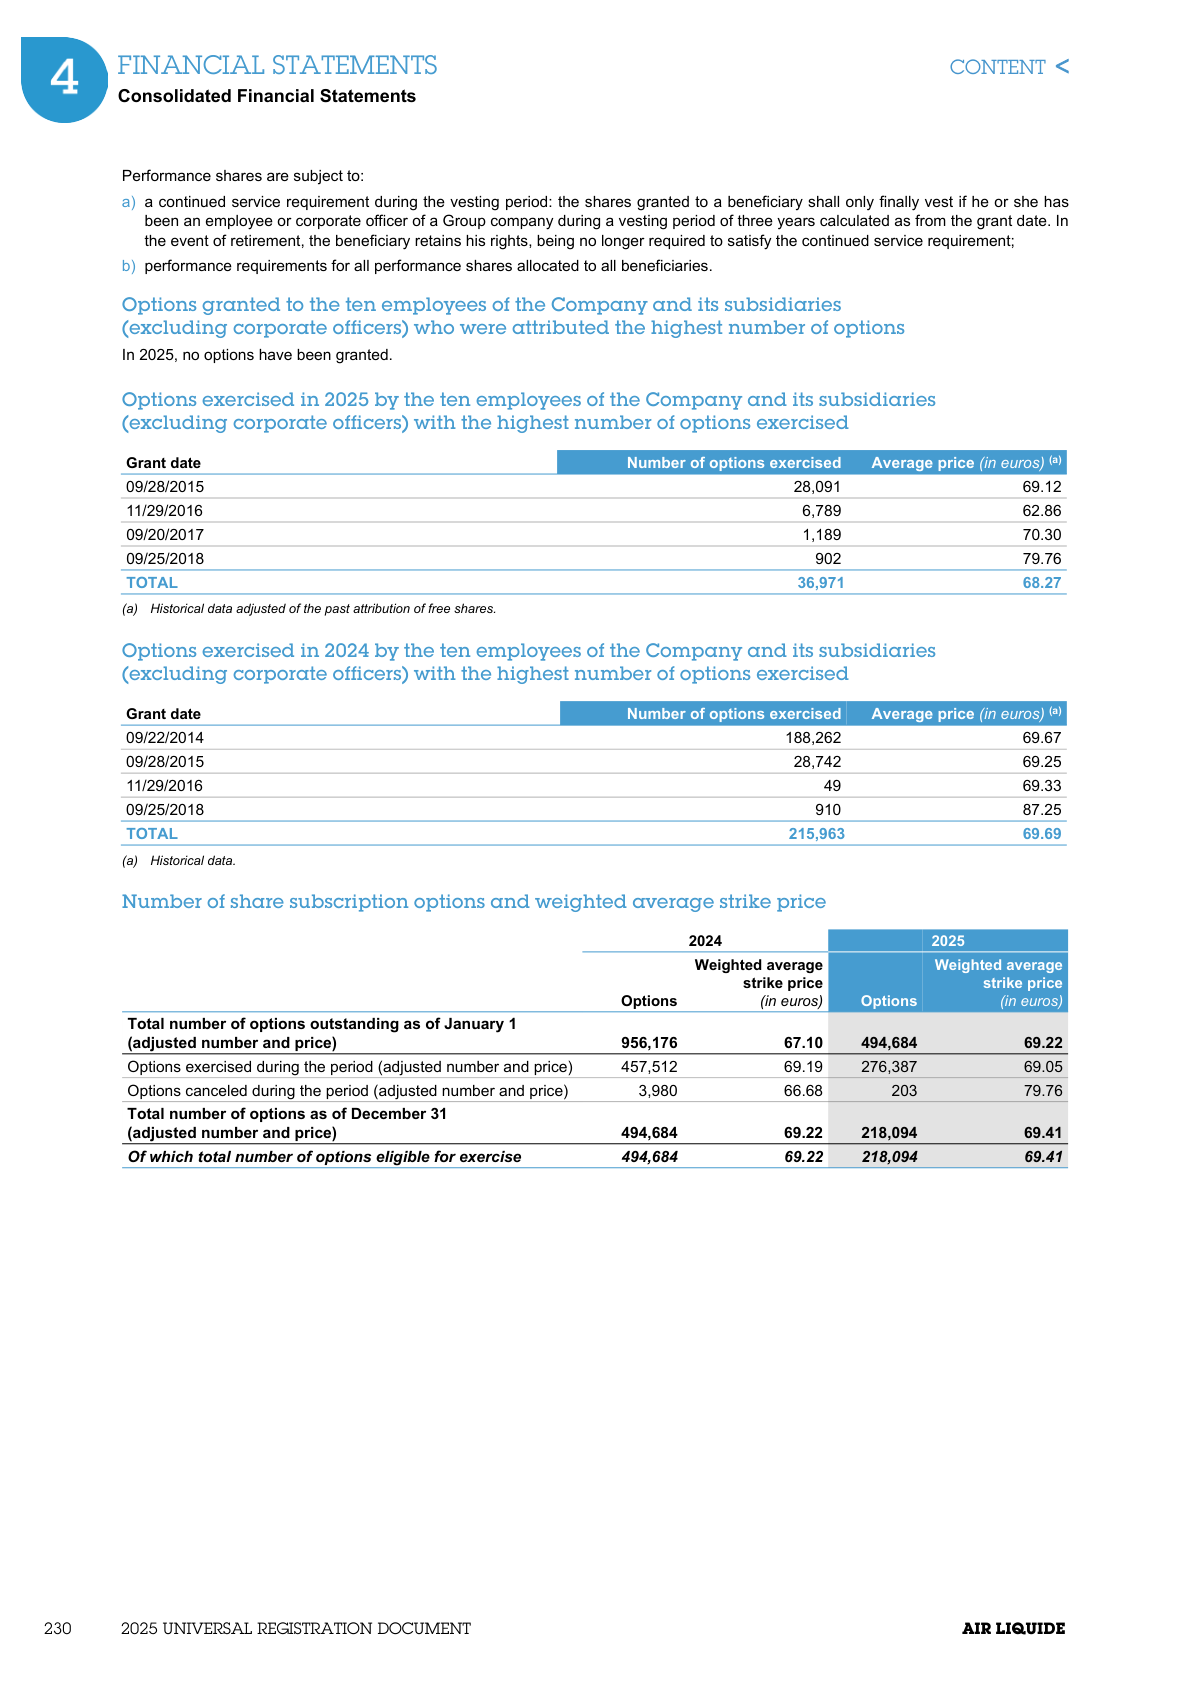 4
FINANCIAL STATEMENTS
CONTENT <
Consolidated Financial Statements
Performance shares are subject to:
a) a continued service requirement during the vesting period: the shares granted to a beneficiary shall only finally vest if he or she has
been an employee or corporate officer of a Group company during a vesting period of three years calculated as from the grant date. In
the event of retirement, the beneficiary retains his rights, being no longer required to satisfy the continued service requirement;
b) performance requirements for all performance shares allocated to all beneficiaries.
Options granted to the ten employees of the Company and its subsidiaries
(excluding corporate officers) who were attributed the highest number of options
In 2025, no options have been granted.
Options exercised in 2025 by the ten employees of the Company and its subsidiaries
(excluding corporate officers) with the highest number of options exercised
Grant date Number of options exercised Average price (in euros) (a)
09/28/2015 28,091 69.12
11/29/2016 6,789 62.86
09/20/2017 1,189 70.30
09/25/2018 902 79.76
TOTAL 36,971 68.27
(a) Historical data adjusted of the past attribution of free shares.
Options exercised in 2024 by the ten employees of the Company and its subsidiaries
(excluding corporate officers) with the highest number of options exercised
Grant date Number of options exercised Average price (in euros) (a)
09/22/2014 188,262 69.67
09/28/2015 28,742 69.25
11/29/2016 49 69.33
09/25/2018 910 87.25
TOTAL 215,963 69.69
(a) Historical data.
Number of share subscription options and weighted average strike price
2024 2025
Weighted average Weighted average
strike price strike price
Options (in euros) Options (in euros)
Total number of options outstanding as of January 1
(adjusted number and price) 956,176 67.10 494,684 69.22
Options exercised during the period (adjusted number and price) 457,512 69.19 276,387 69.05
Options canceled during the period (adjusted number and price) 3,980 66.68 203 79.76
Total number of options as of December 31
(adjusted number and price) 494,684 69.22 218,094 69.41
Of which total number of options eligible for exercise 494,684 69.22 218,094 69.41
230 2025 UNIVERSAL REGISTRATION DOCUMENT AIR LIQUIDE